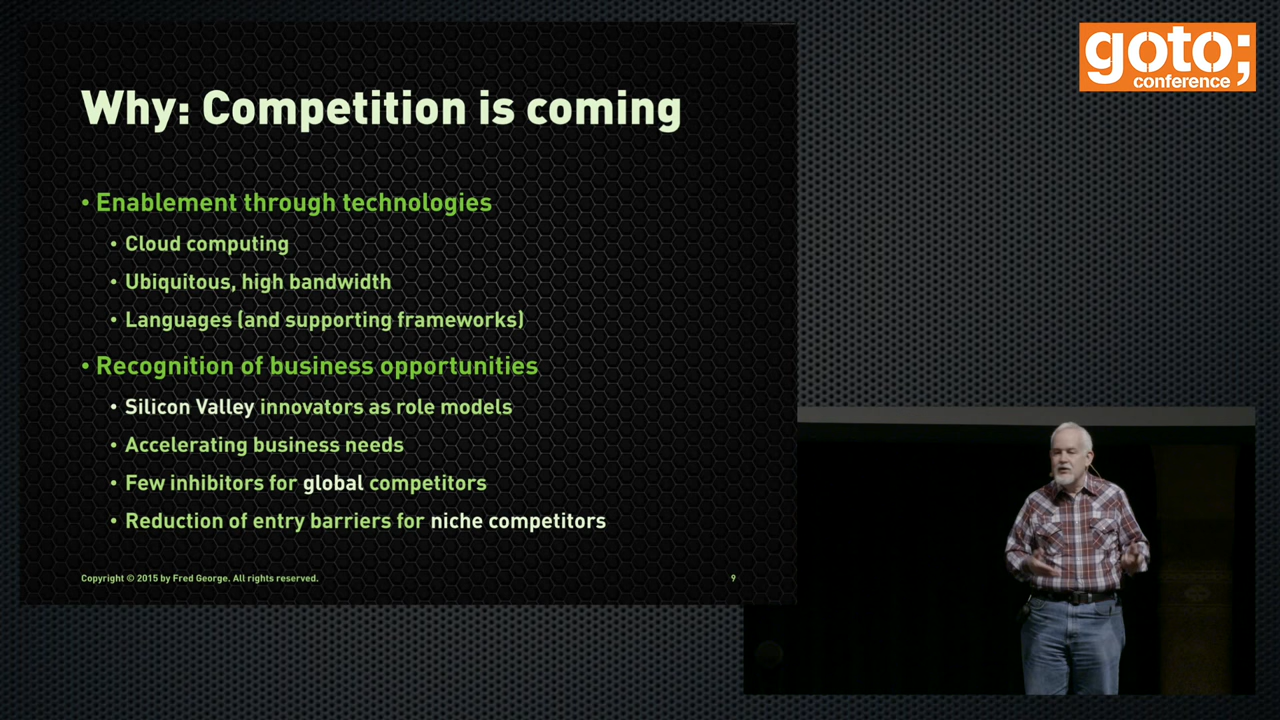 goto;
conference
Why: Competition is coming
• Enablement through technologies
• Cloud computing
• Ubiquitous, high bandwidth
• Languages (and supporting frameworks)
• Recognition of business opportunities
• Silicon Valley innovators as role models
• Accelerating business needs
• Few inhibitors for global competitors
• Reduction of entry barriers for niche competitors
Copyright © 2015 by Fred George. All rights reserved.
9